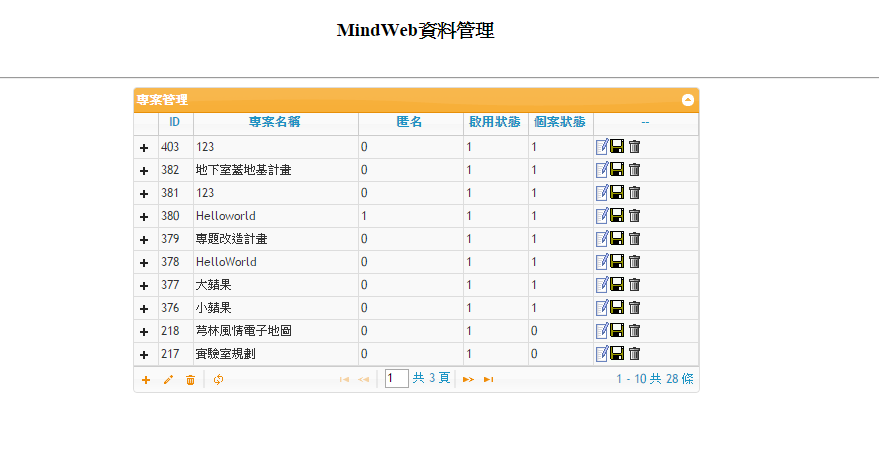 MindWeb資料管理
專案管理
ID 專案名稱 匿名 啟用狀態 個案狀態 --
403 123 0 1 1
382 地下室蓋地基計畫 0 1 1
381 123 0 1 1
380 Helloworld 1 1 1
379 專題改造計畫 0 1 1
378 HelloWorld 0 1 1
377 大蘋果 0 1 1
376 小蘋果 0 1 1
218 芎林風情電子地圖 0 1 0
217 實驗室規劃 0 1 0
1 共 3 頁 1 - 10 共 28 條